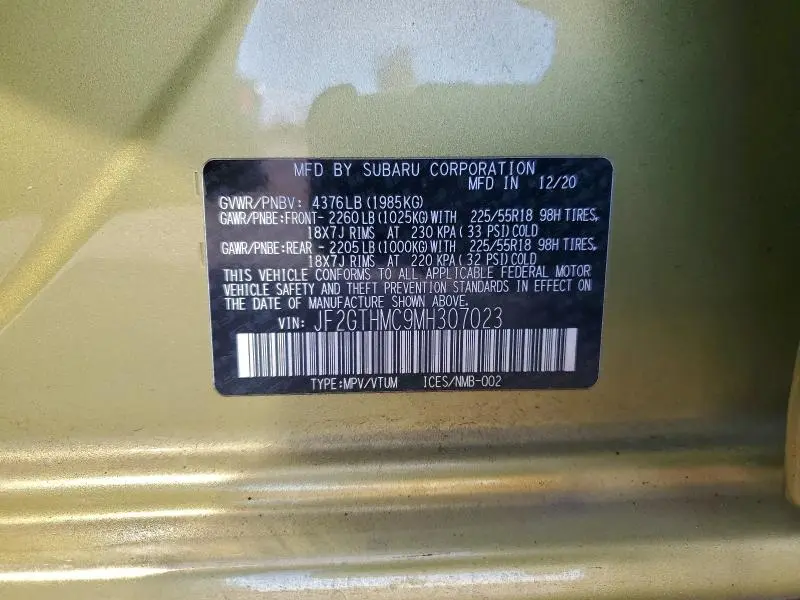 MFD BY SUBARU CORPORATION
MFD IN 12/20
GVWR/PNBV: 4376LB (1985KG)
GAWR/PNBE:FRONT- 2260LB(1025KG)WITH 225/55R18 98H TIRES,
18X7J RIMS AT 230 KPA( 33 PSI)COLD
GAWR/PNBE:REAR - 2205LB(1000KG)WITH 225/55R18 98H TIRES,
18X7J RIMS AT 220 KPA( 32 PSI)COLD
THIS VEHICLE CONFORMS TO ALL APPLICABLE FEDERAL MOTOR
VEHICLE SAFETY AND THEFT PREVENTION STANDARDS IN EFFECT ON
THE DATE OF MANUFACTURE SHOWN ABOVE.
VIN: JF2GTHMC9MH307023
TYPE:MPV/VTUM ICES/NMB-002